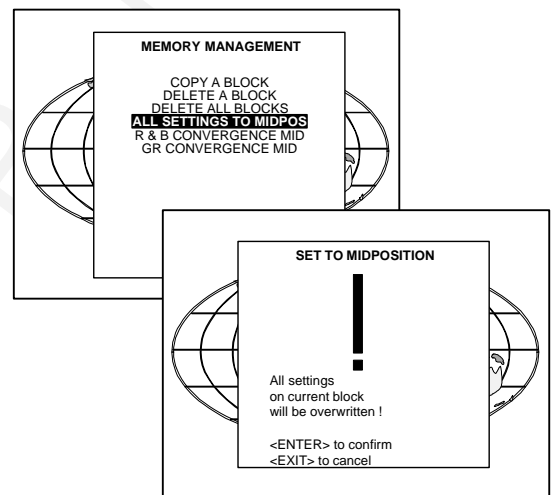 MEMORY MANAGEMENT
COPY A BLOCK
DELETE A BLOCK
DELETE ALL BLOCKS
ALL SETTINGS TO MIDPOS
R & B CONVERGENCE MID
GR CONVERGENCE MID
SET TO MIDPOSITION
!
All settings
on current block
will be overwritten !
<ENTER> to confirm
<EXIT> to cancel